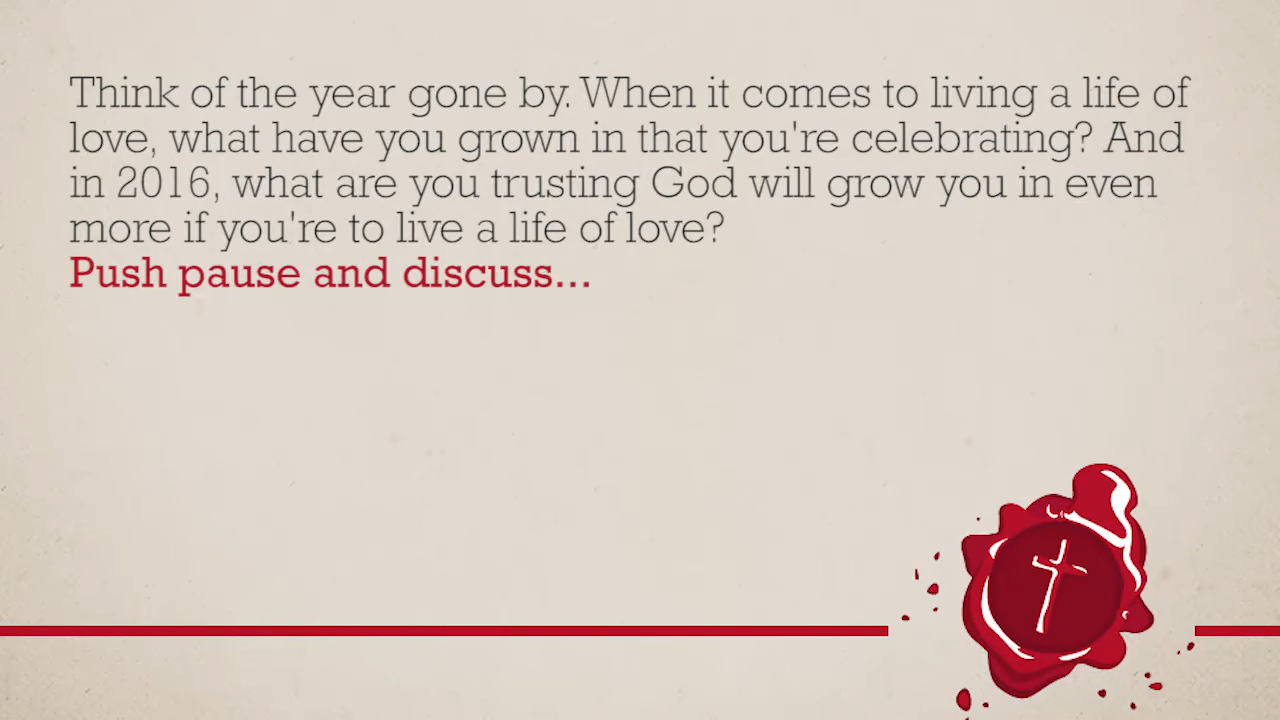 Think of the year gone by. When it comes to living a life of
love, what have you grown in that you're celebrating? And
in 2016, what are you trusting God will grow you in even
more if you're to live a life of love?
Push pause and discuss...